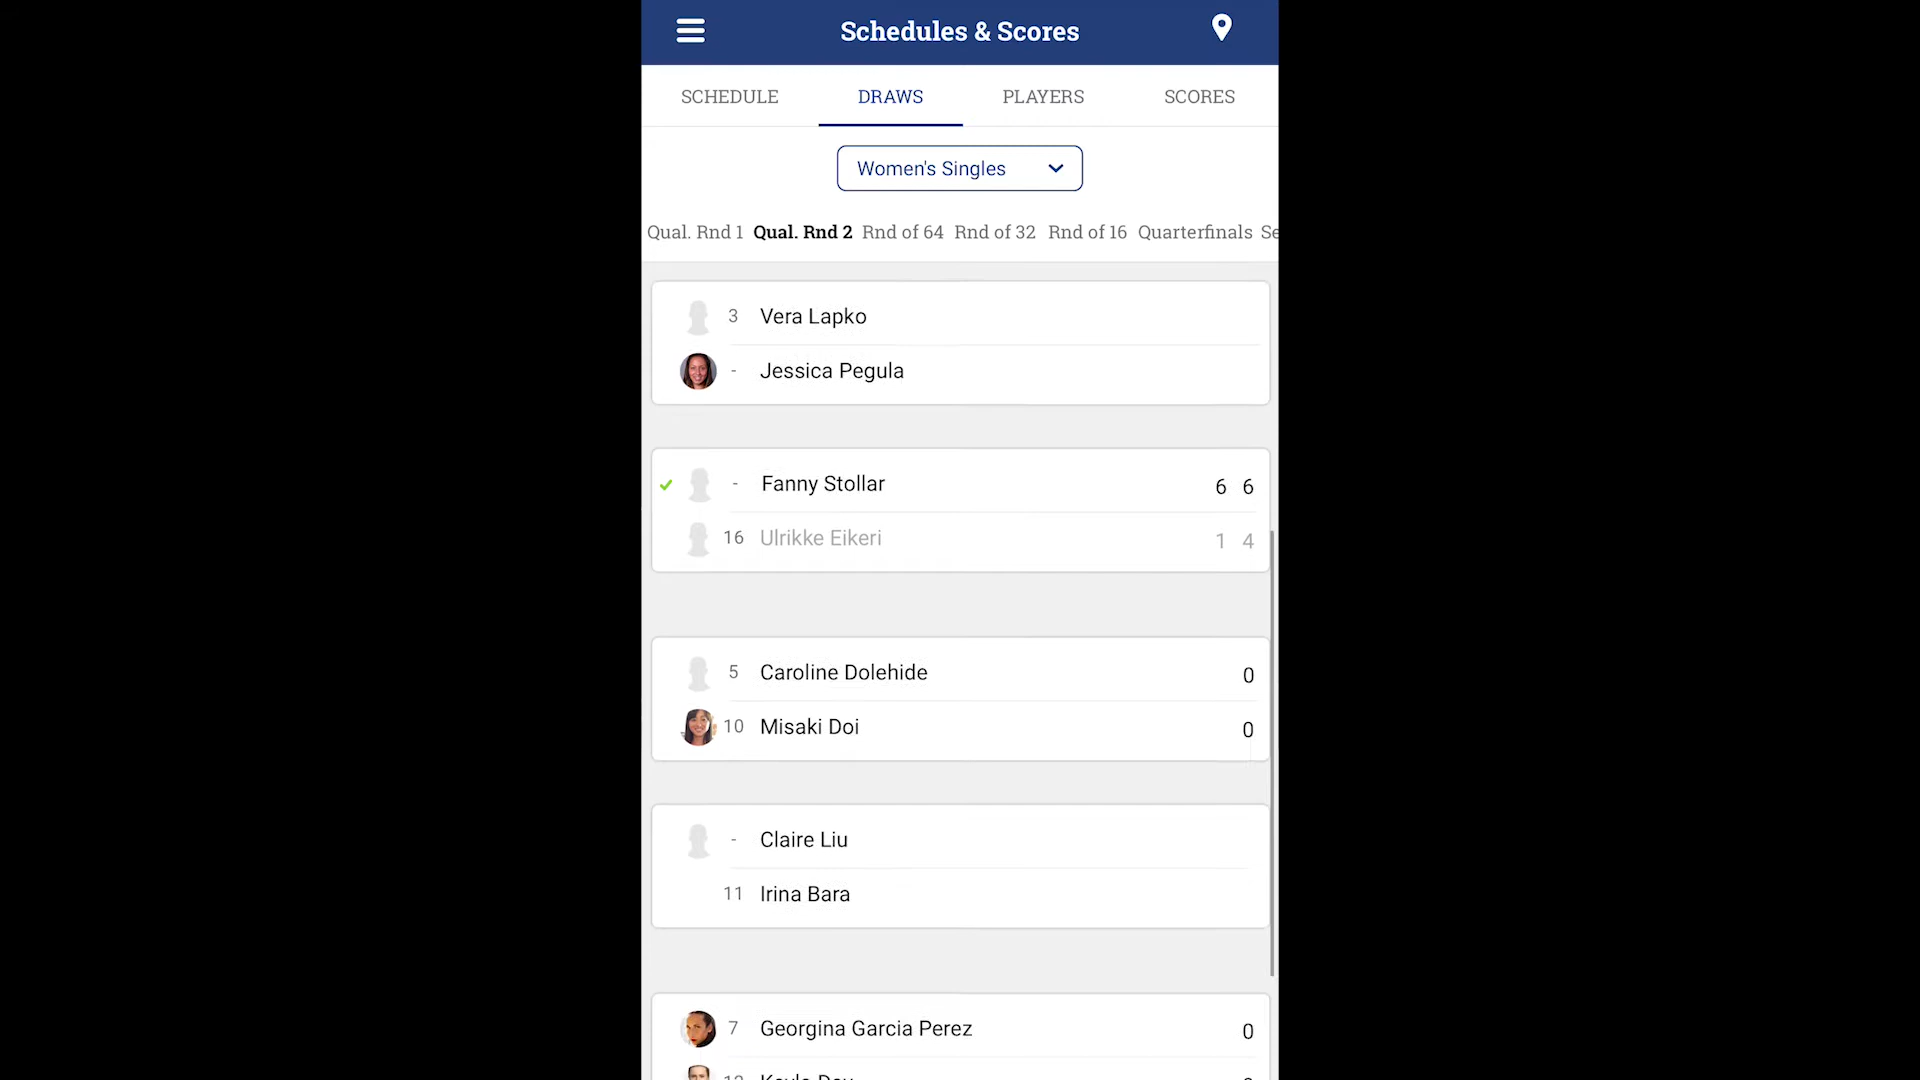 Schedules & Scores
SCHEDULE DRAWS PLAYERS SCORES
Women's Singles
Qual. Rnd 1 Qual. Rnd 2 Rnd of 64 Rnd of 32 Rnd of 16 Quarterfinals Se
3 Vera Lapko
- Jessica Pegula
- Fanny Stollar 6 6
16 Ulrikke Eikeri 1 4
5 Caroline Dolehide 0
10 Misaki Doi 0
- Claire Liu
11 Irina Bara
7 Georgina Garcia Perez 0